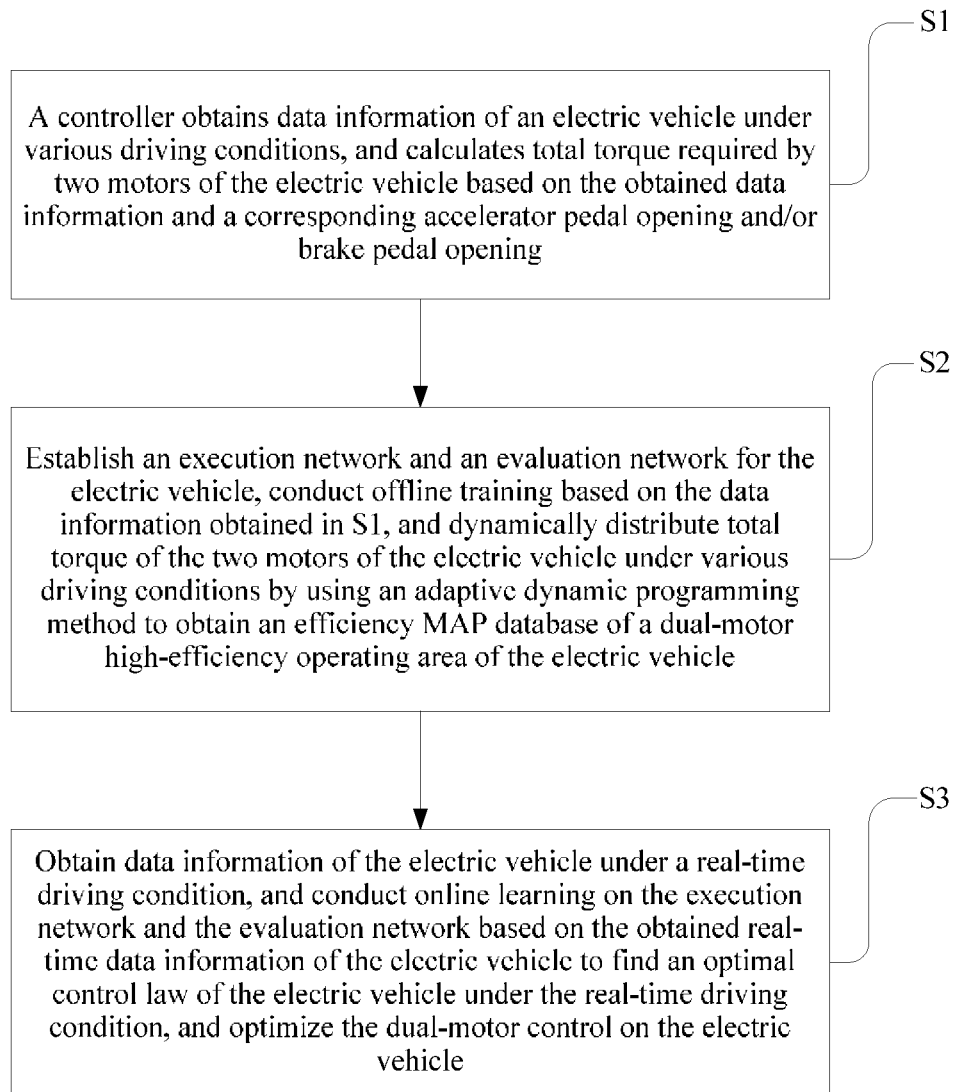 S1
A controller obtains data information of an electric vehicle under
various driving conditions, and calculates total torque required by
two motors of the electric vehicle based on the obtained data
information and a corresponding accelerator pedal opening and/or
brake pedal opening
S2
Establish an execution network and an evaluation network for the
electric vehicle, conduct offline training based on the data
information obtained in S1, and dynamically distribute total
torque of the two motors of the electric vehicle under various
driving conditions by using an adaptive dynamic programming
method to obtain an efficiency MAP database of a dual-motor
high-efficiency operating area of the electric vehicle
S3
Obtain data information of the electric vehicle under a real-time
driving condition, and conduct online learning on the execution
network and the evaluation network based on the obtained real-
time data information of the electric vehicle to find an optimal
control law of the electric vehicle under the real-time driving
condition, and optimize the dual-motor control on the electric
vehicle